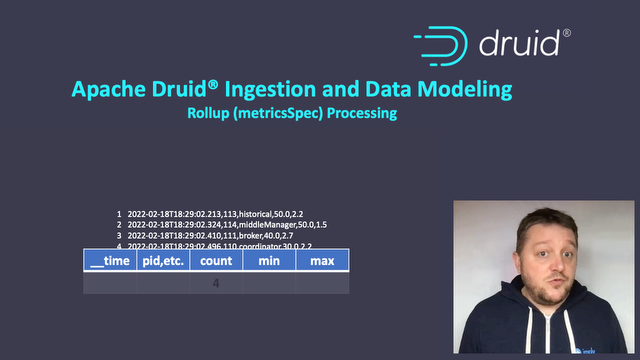 druid®
Apache Druid® Ingestion and Data Modeling
Rollup (metricsSpec) Processing
1 2022-02-18T18:29:02.213,113,historical,50.0,2.2
2 2022-02-18T18:29:02.324,114,middleManager,50.0,1.5
3 2022-02-18T18:29:02.410,111,broker,40.0,2.7
4 2022-02-18T18:29:02.496,110,coordinator,30.0,2.2
__time pid,etc. count min max
4
imply